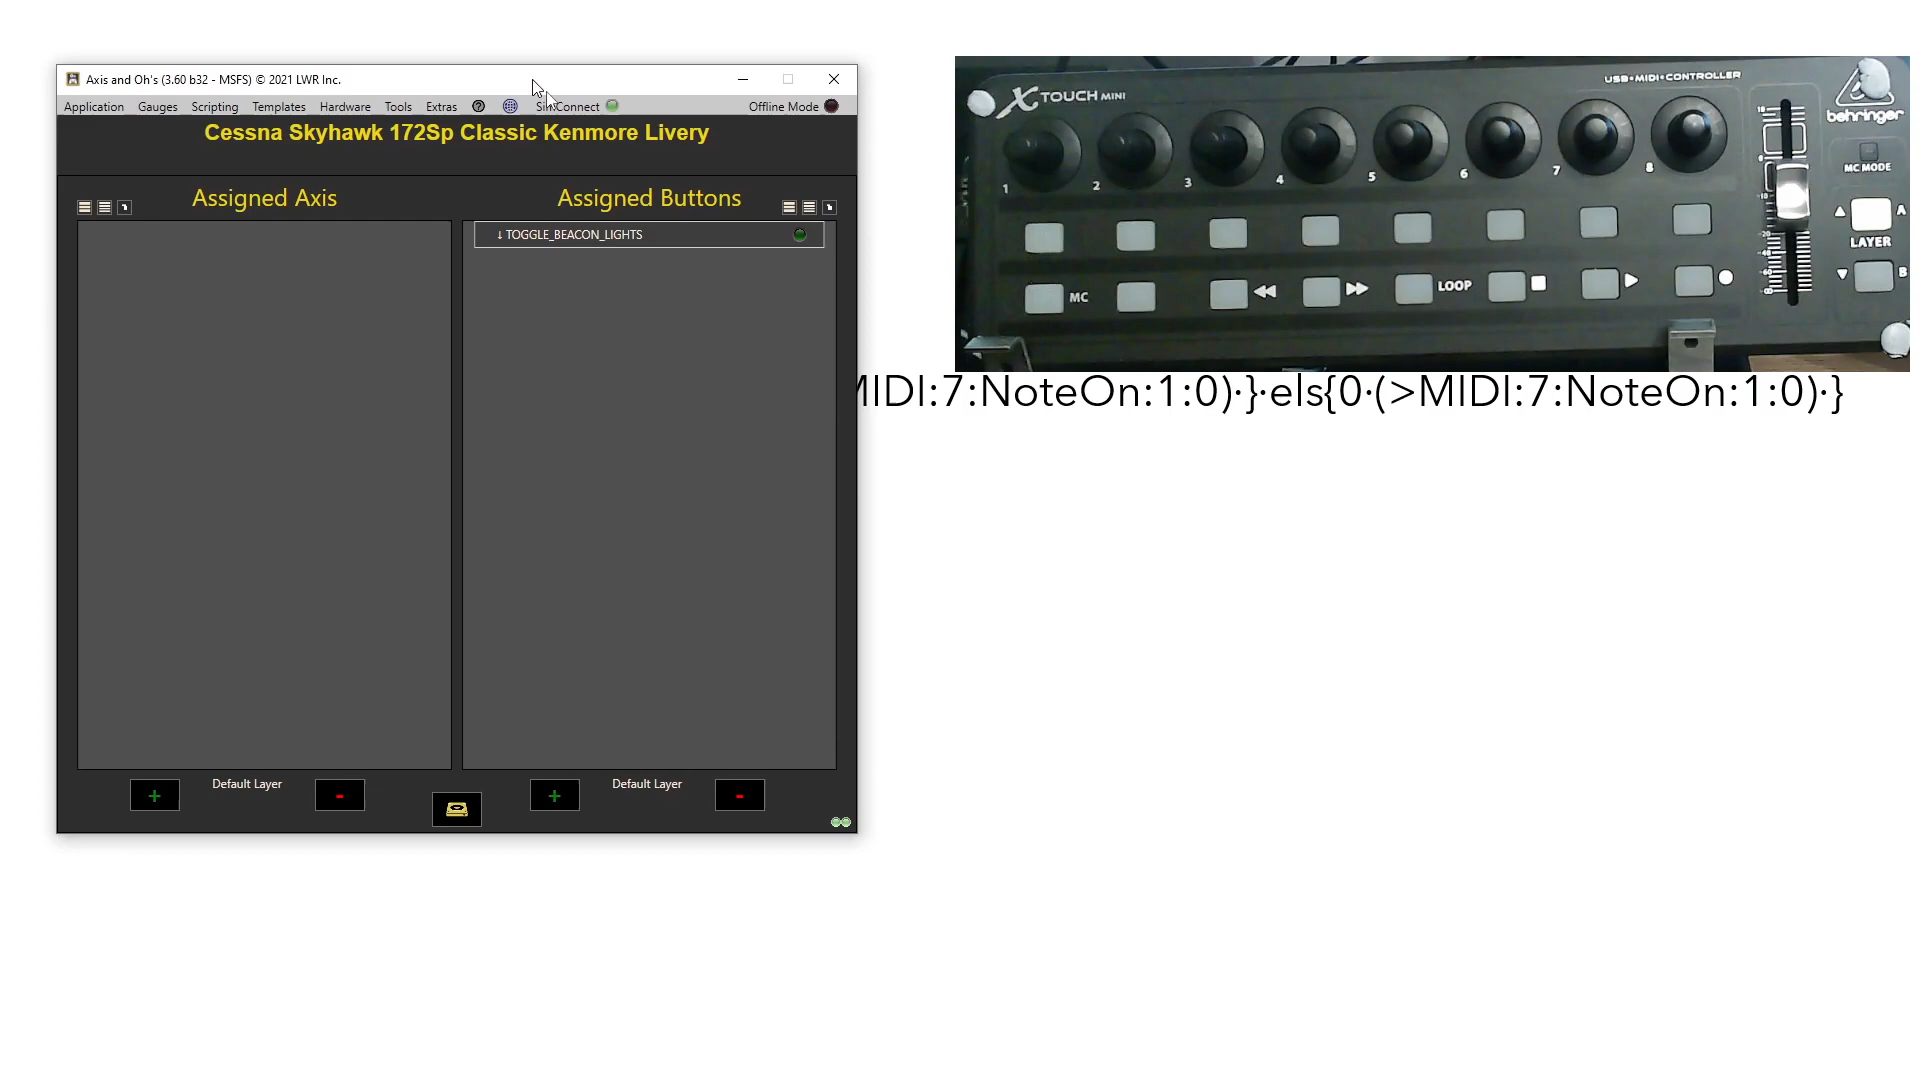 Axis and Oh's (3.60 b32 - MSFS) © 2021 LWR Inc.
Application Gauges Scripting Templates Hardware Tools Extras SimConnect Offline Mode
Cessna Skyhawk 172Sp Classic Kenmore Livery
Assigned Axis
Assigned Buttons
↓ TOGGLE_BEACON_LIGHTS
+ Default Layer -
+ Default Layer -
X TOUCH MINI
USB•MIDI•CONTROLLER
behringer
1 2 3 4 5 6 7 8
MC MODE
A
LAYER
B
MC
LOOP
MIDI:7:NoteOn:1:0)·}·els{0·(>MIDI:7:NoteOn:1:0)·}